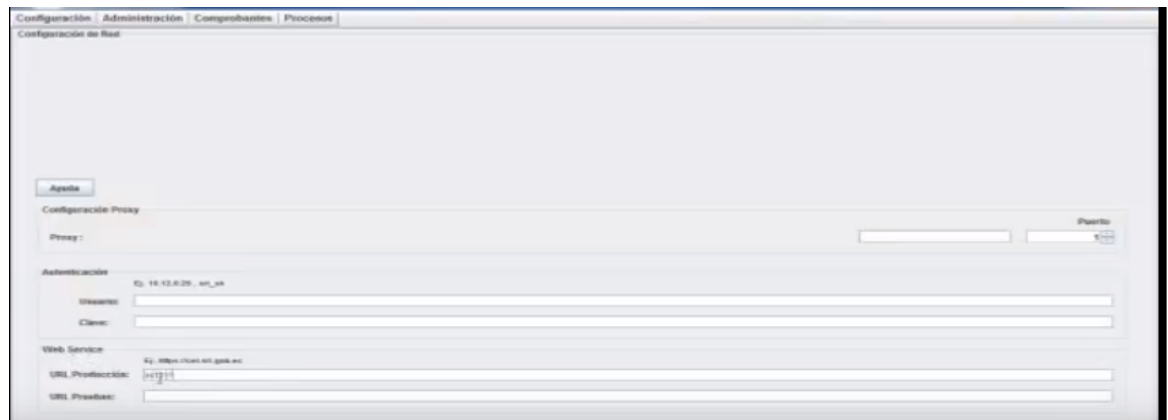 Configuración Administración Comprobantes Procesos
Configuración de Red
Ayuda
Configuración Proxy
Puerto
Proxy :
Autenticación
Usuario:
Clave:
Web Service
URL Producción:
URL Pruebas: